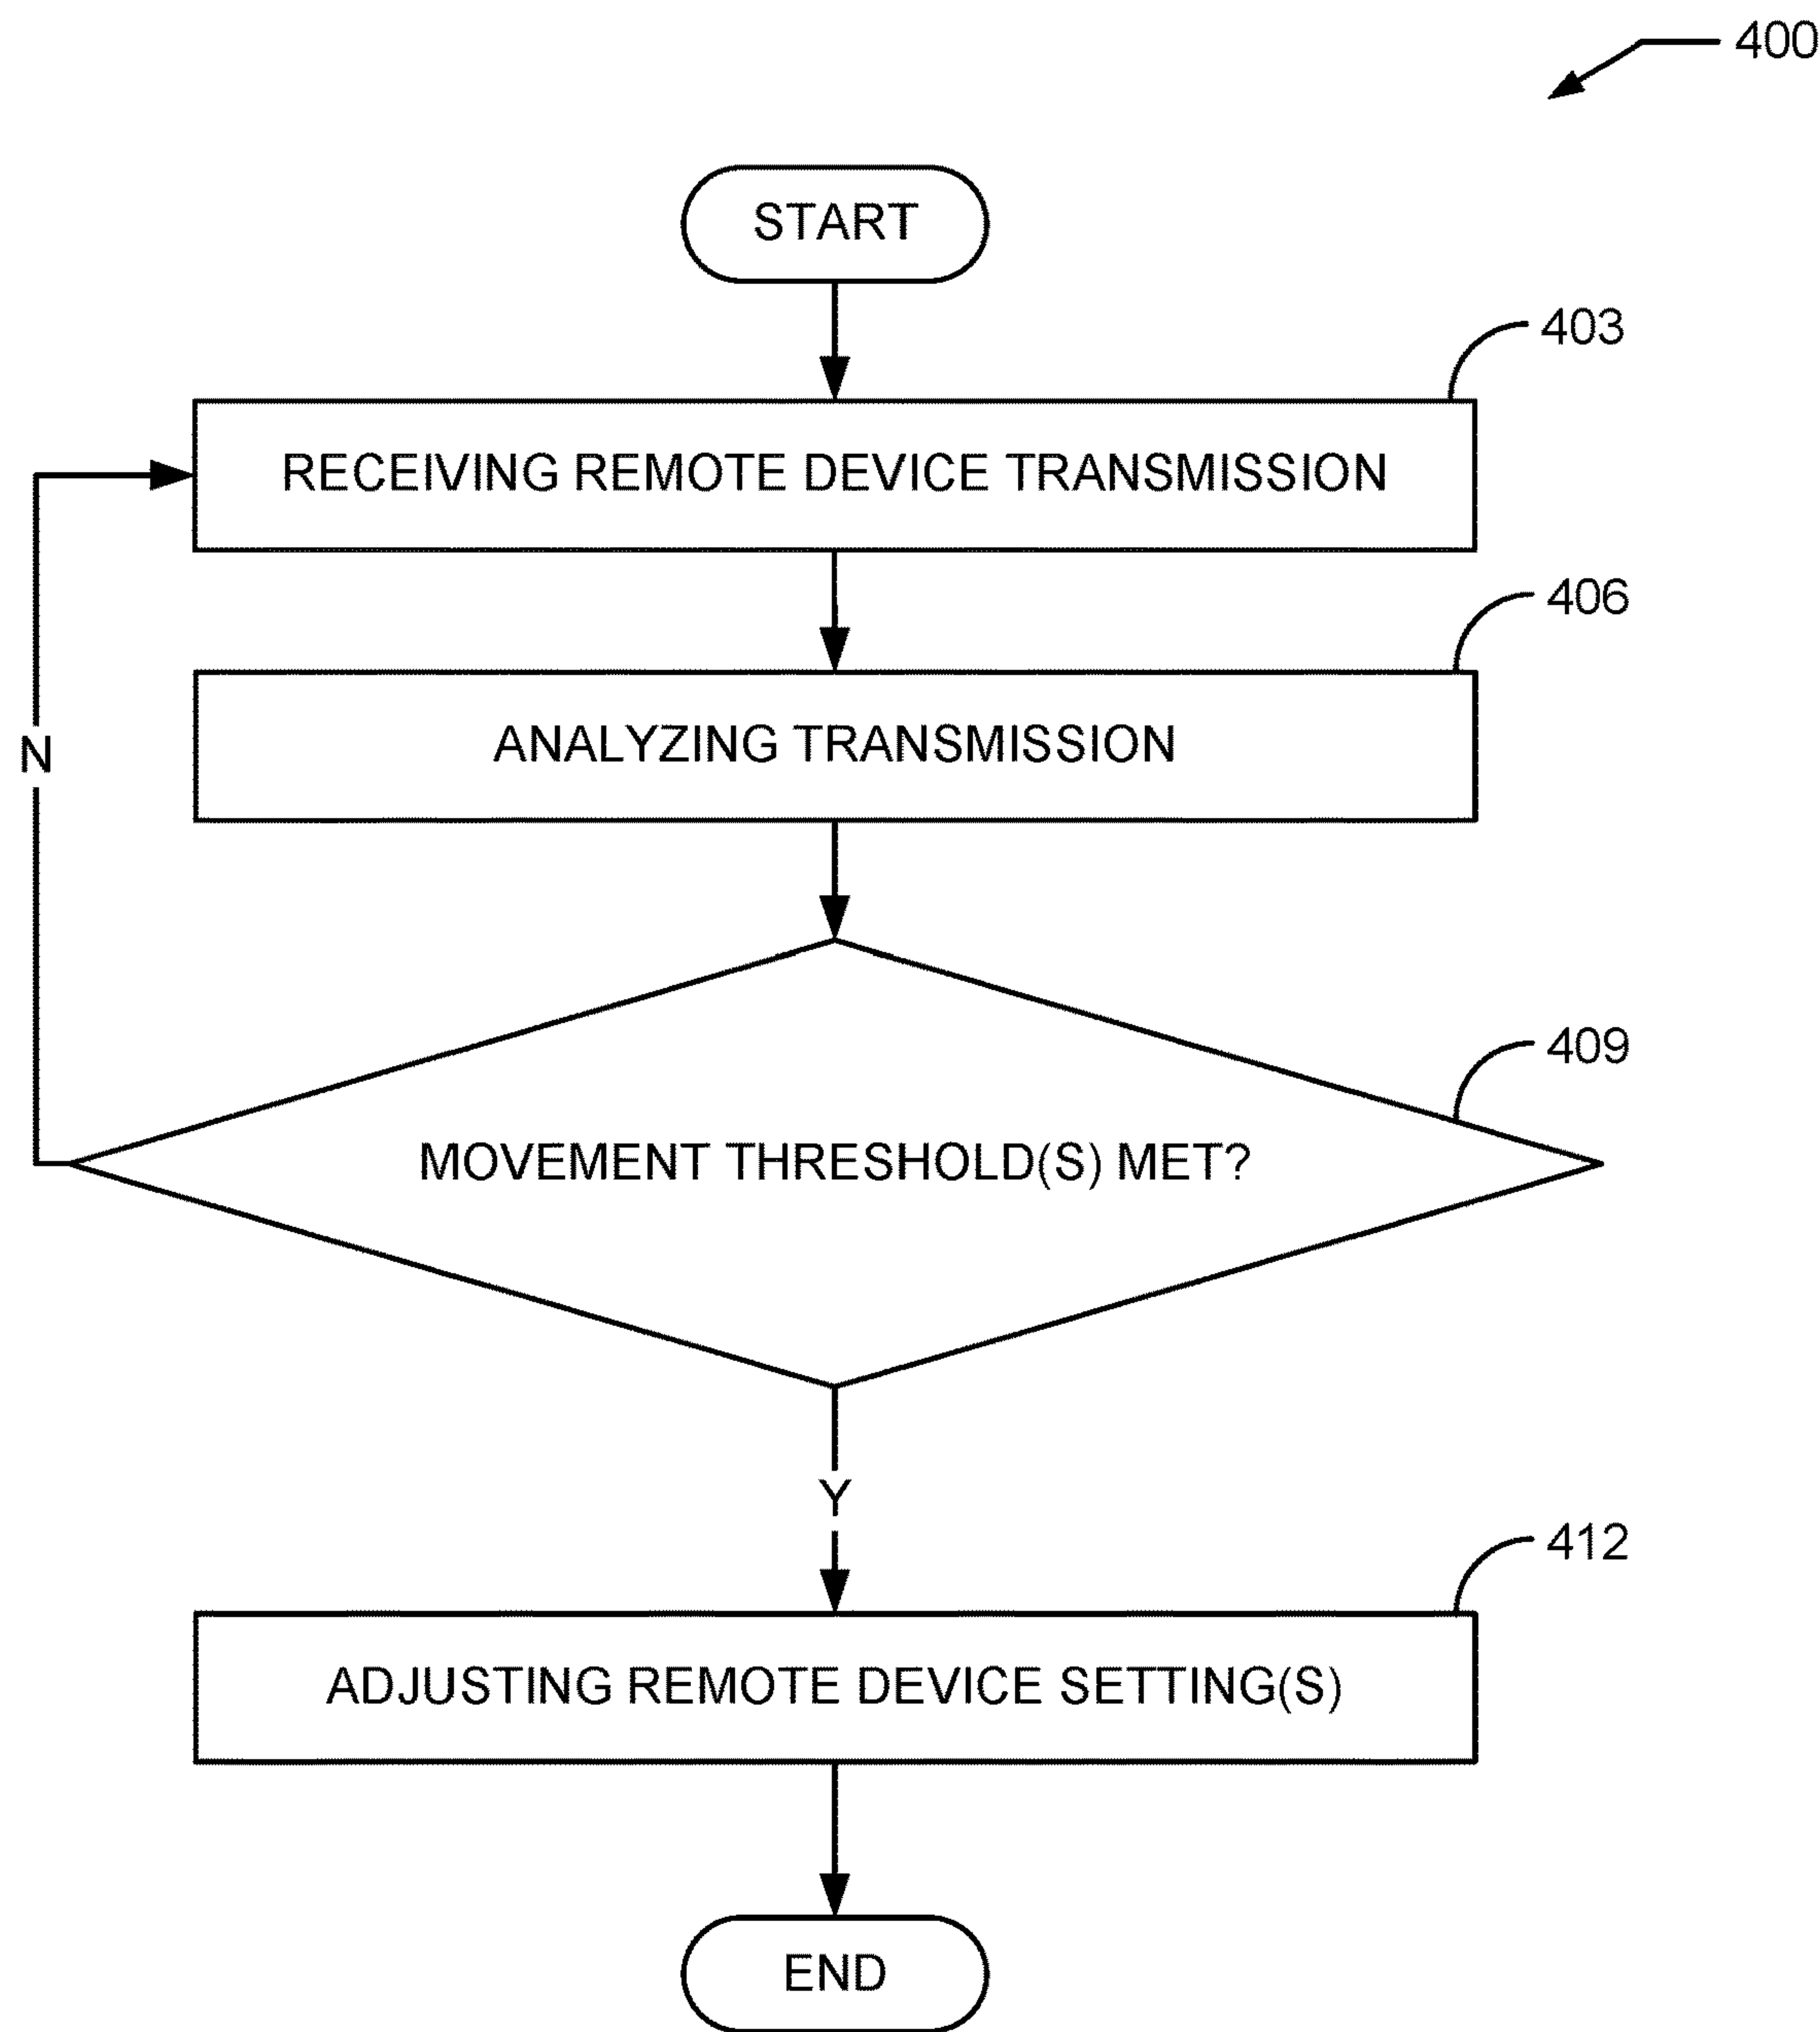 400
START
403
RECEIVING REMOTE DEVICE TRANSMISSION
406
N
ANALYZING TRANSMISSION
409
MOVEMENT THRESHOLD(S) MET?
Y
412
ADJUSTING REMOTE DEVICE SETTING(S)
END